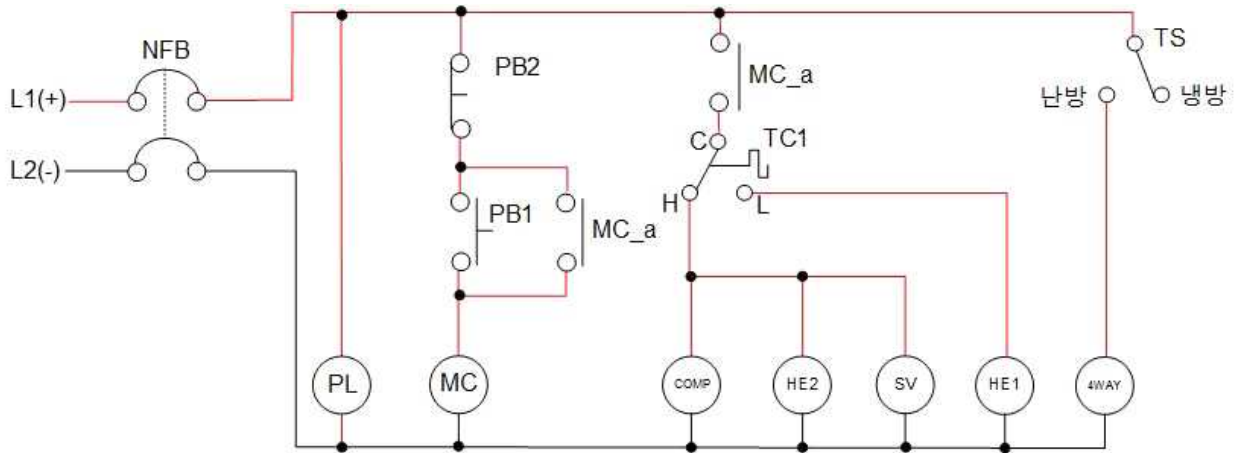 NFB
L1(+)
L2(-)
PB2
PB1
MC_a
MC_a
C
TC1
H
L
TS
난방
냉방
PL
MC
COMP
HE2
SV
HE1
4WAY